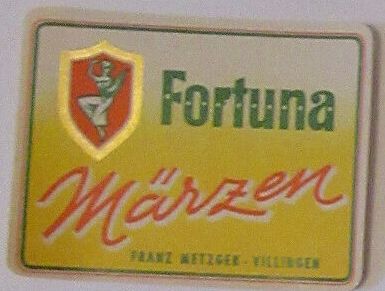 Fortuna
Märzen
FRANZ METZGER - VILLINGEN